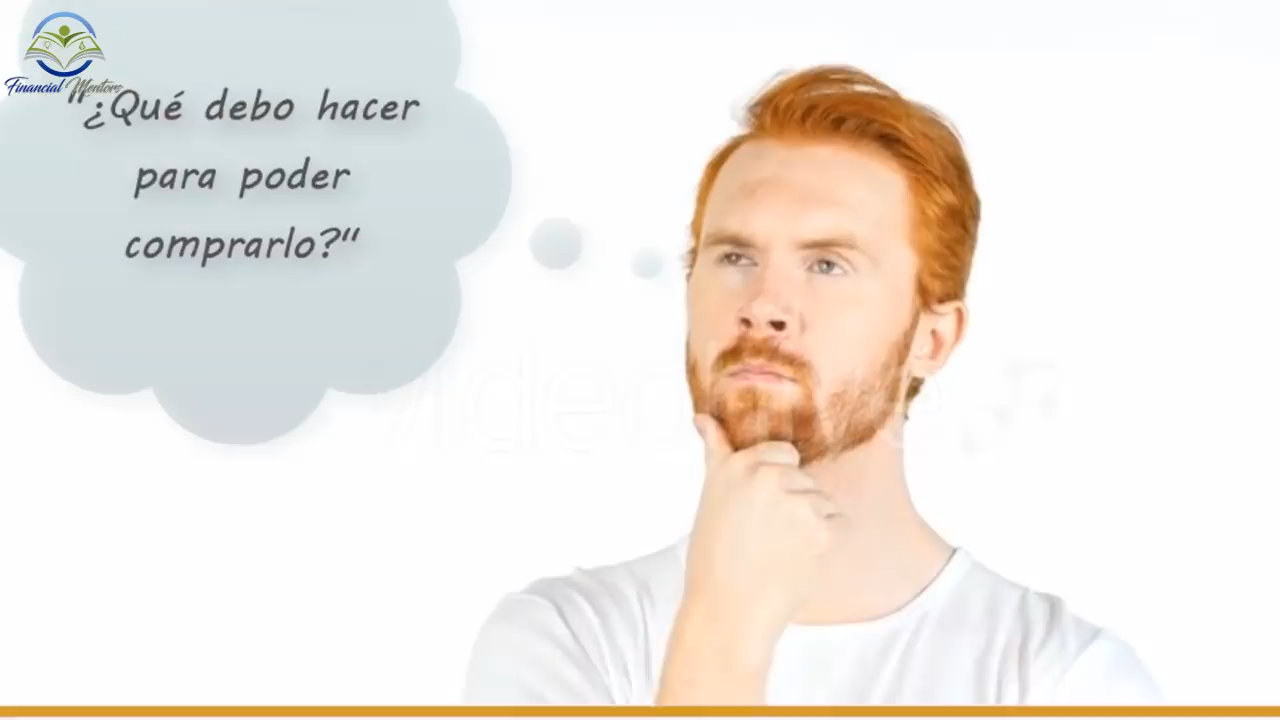 Financial Mentors
"¿Qué debo hacer
para poder
comprarlo?"